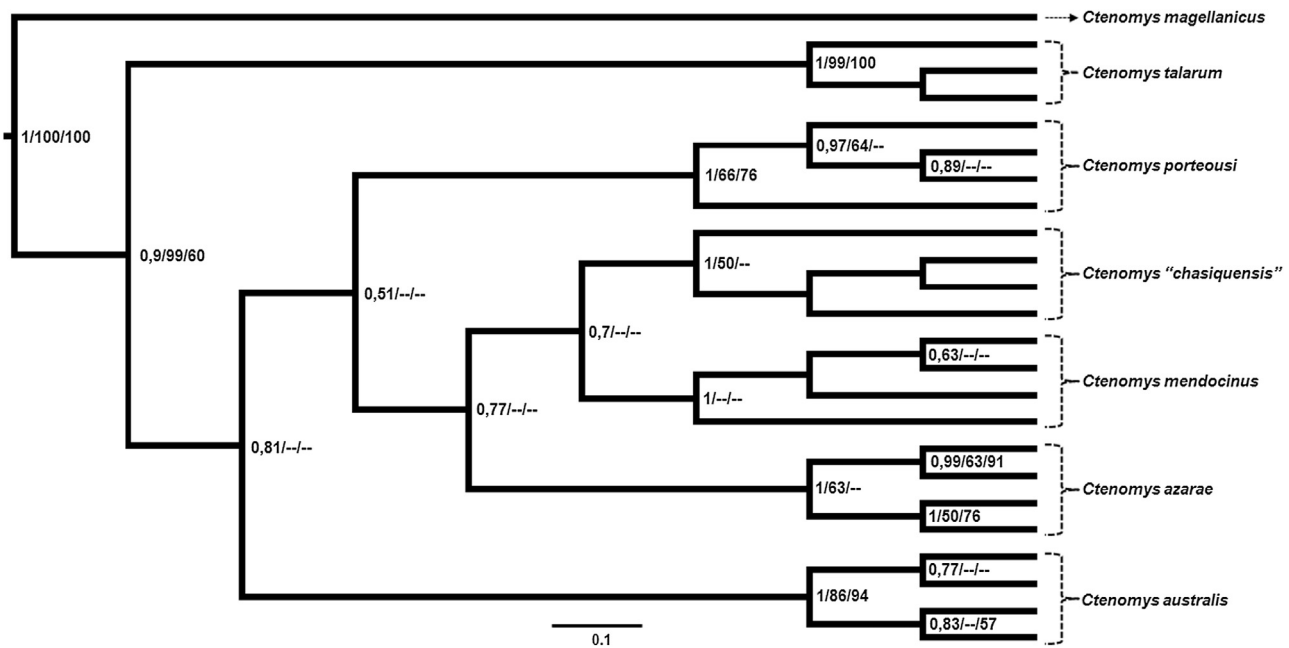 Ctenomys magellanicus
1/99/100
Ctenomys talarum
1/100/100
0,97/64/--
0,89/--/--
Ctenomys porteousi
1/66/76
0,9/99/60
1/50/--
Ctenomys “chasiquensis”
0,51/--/--
0,7/--/--
0,63/--/--
Ctenomys mendocinus
1/--/--
0,77/--/--
0,81/--/--
0,99/63/91
1/63/--
Ctenomys azarae
1/50/76
0,77/--/--
1/86/94
Ctenomys australis
0,83/--/57
0.1